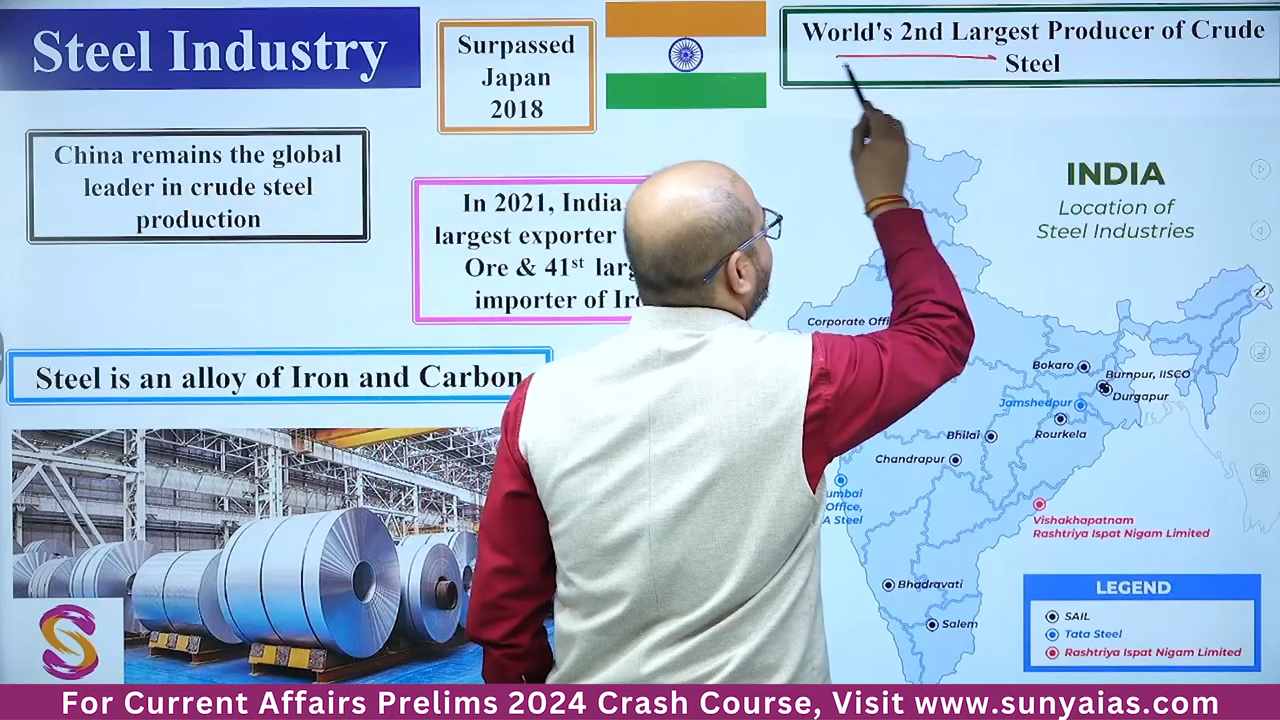 Steel Industry
Surpassed
Japan
2018
World's 2nd Largest Producer of Crude
Steel
China remains the global
leader in crude steel
production
In 2021, India
largest exporter
Ore & 41st
importer of
Steel is an alloy of Iron and Carbon
INDIA
Location of
Steel Industries
Corporate
Bokaro
Burnpur, IISCO
Durgapur
Jamshedpur
Rourkela
Bhilai
Chandrapur
Office,
Steel
Vishakhapatnam
Rashtriya Ispat Nigam Limited
Bhadravati
Salem
LEGEND
SAIL
Tata Steel
Rashtriya Ispat Nigam Limited
S
For Current Affairs Prelims 2024 Crash Course, Visit www.sunyaias.com